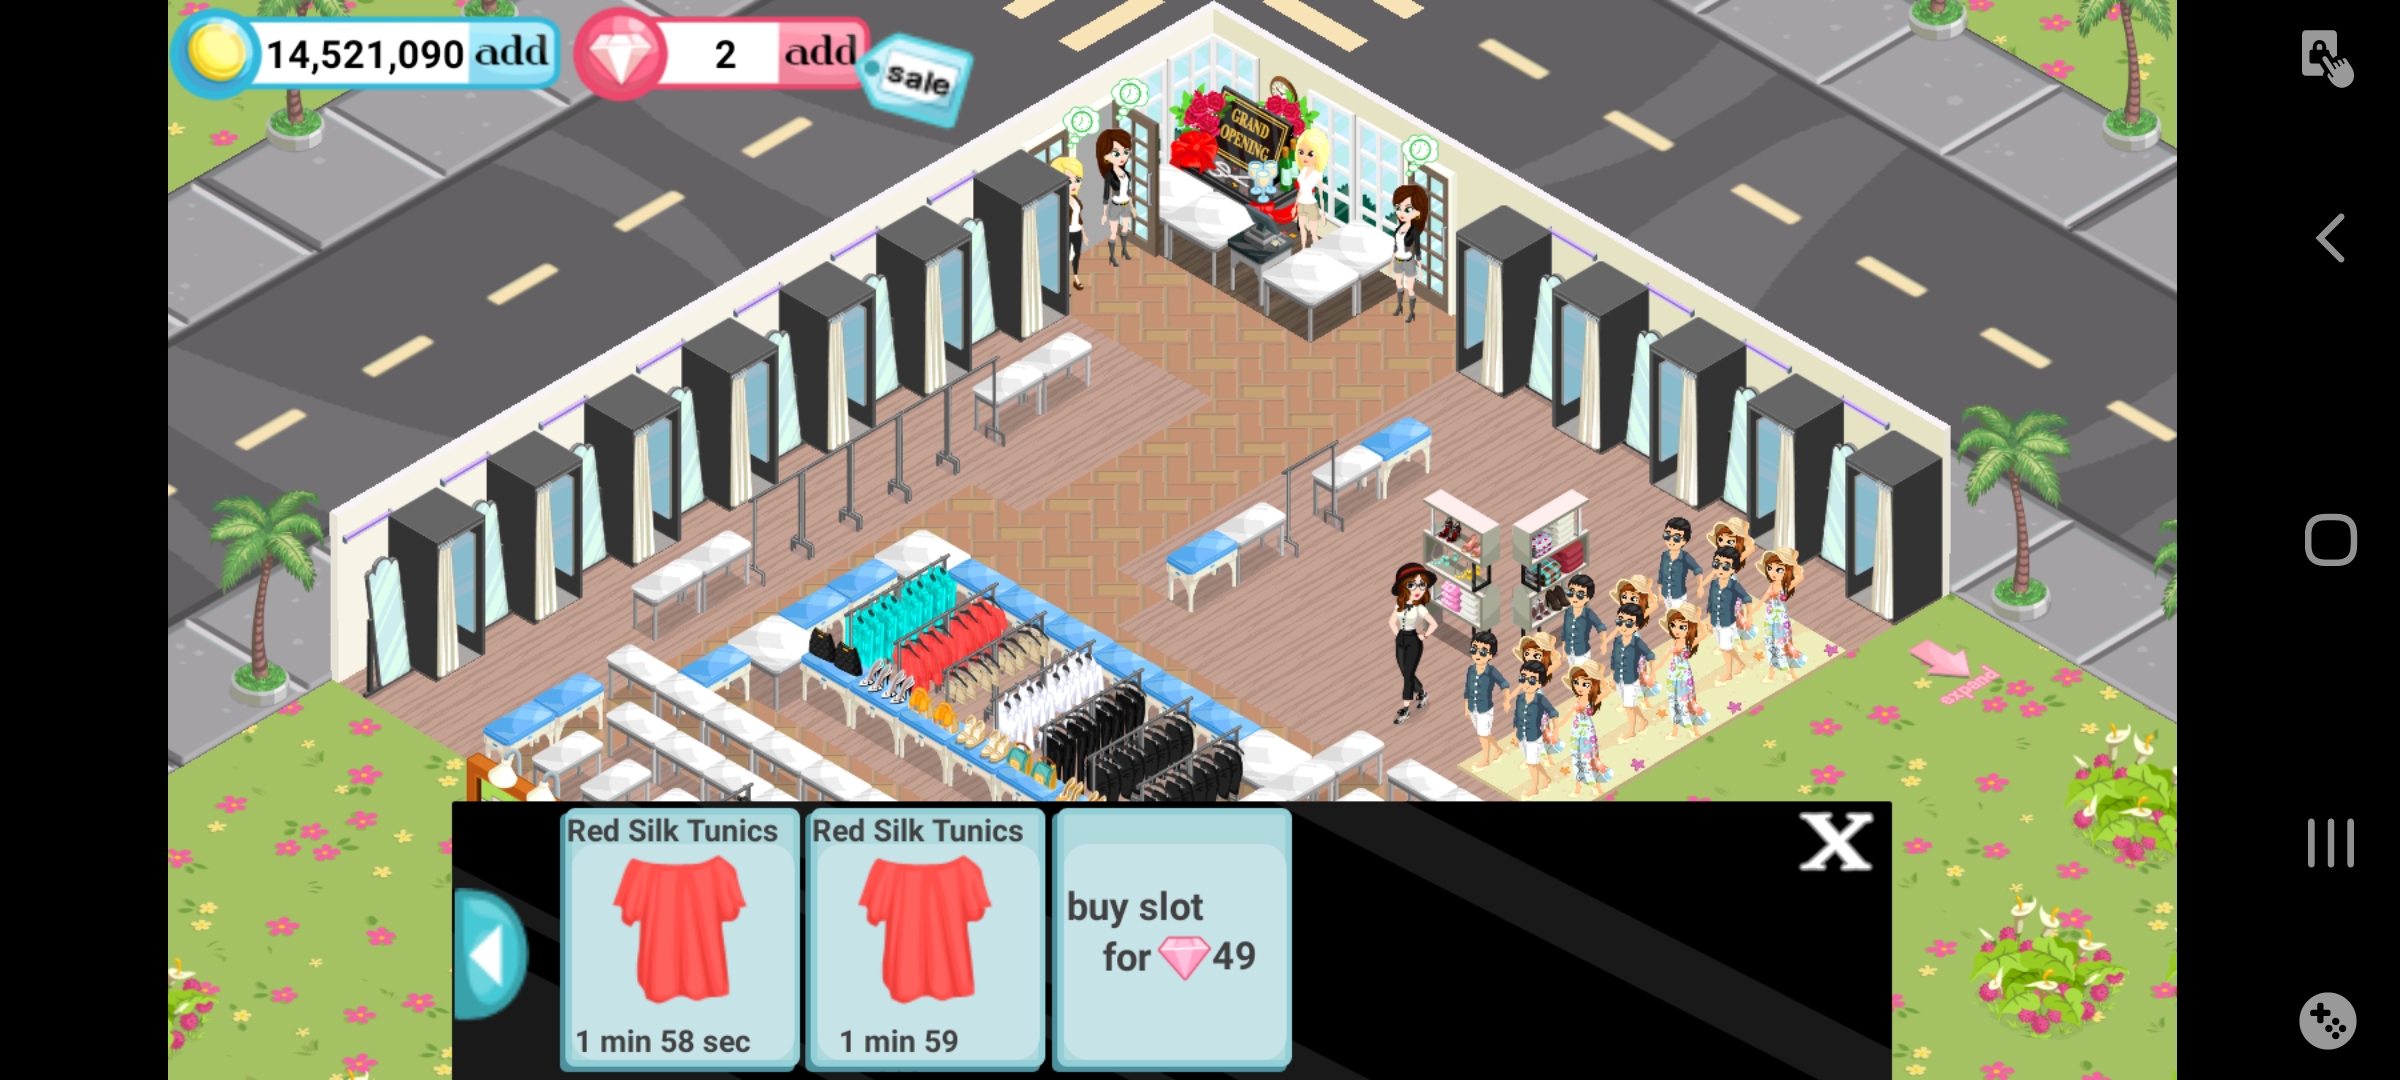 14,521,090 add
2 add
sale
GRAND
OPENING
expand
Red Silk Tunics
1 min 58 sec
Red Silk Tunics
1 min 59
buy slot
for 49
X